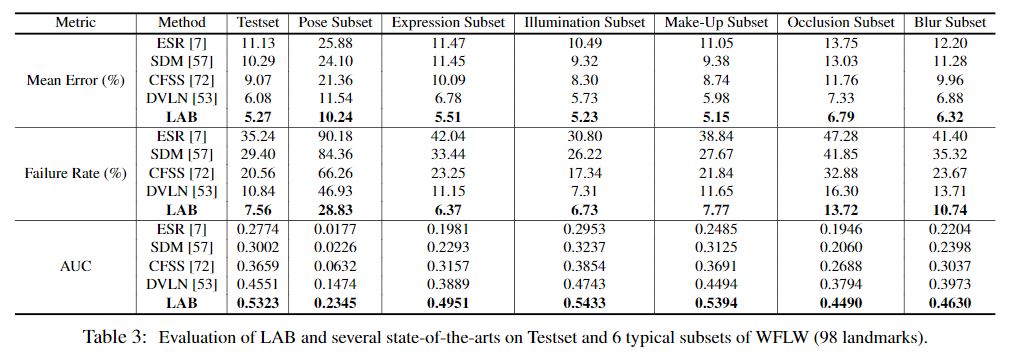 Metric Method Testset Pose Subset Expression Subset Illumination Subset Make-Up Subset Occlusion Subset Blur Subset
ESR [7] 11.13 25.88 11.47 10.49 11.05 13.75 12.20
SDM [57] 10.29 24.10 11.45 9.32 9.38 13.03 11.28
Mean Error (%) CFSS [72] 9.07 21.36 10.09 8.30 8.74 11.76 9.96
DVLN [53] 6.08 11.54 6.78 5.73 5.98 7.33 6.88
LAB 5.27 10.24 5.51 5.23 5.15 6.79 6.32
ESR [7] 35.24 90.18 42.04 30.80 38.84 47.28 41.40
SDM [57] 29.40 84.36 33.44 26.22 27.67 41.85 35.32
Failure Rate (%) CFSS [72] 20.56 66.26 23.25 17.34 21.84 32.88 23.67
DVLN [53] 10.84 46.93 11.15 7.31 11.65 16.30 13.71
LAB 7.56 28.83 6.37 6.73 7.77 13.72 10.74
ESR [7] 0.2774 0.0177 0.1981 0.2953 0.2485 0.1946 0.2204
SDM [57] 0.3002 0.0226 0.2293 0.3237 0.3125 0.2060 0.2398
AUC CFSS [72] 0.3659 0.0632 0.3157 0.3854 0.3691 0.2688 0.3037
DVLN [53] 0.4551 0.1474 0.3889 0.4743 0.4494 0.3794 0.3973
LAB 0.5323 0.2345 0.4951 0.5433 0.5394 0.4490 0.4630
Table 3: Evaluation of LAB and several state-of-the-arts on Testset and 6 typical subsets of WFLW (98 landmarks).